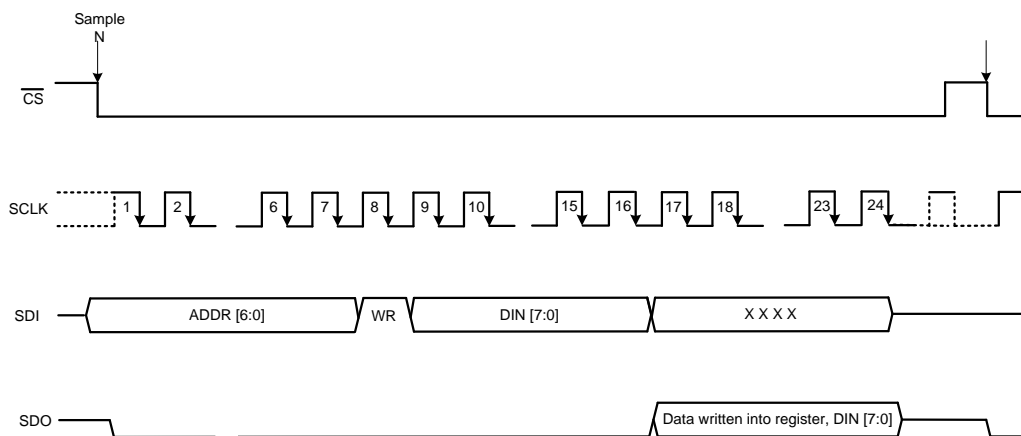 Sample
N
CS
SCLK
1 2 6 7 8 9 10 15 16 17 18 23 24
SDI
ADDR [6:0] WR DIN [7:0] X X X X
SDO
Data written into register, DIN [7:0]